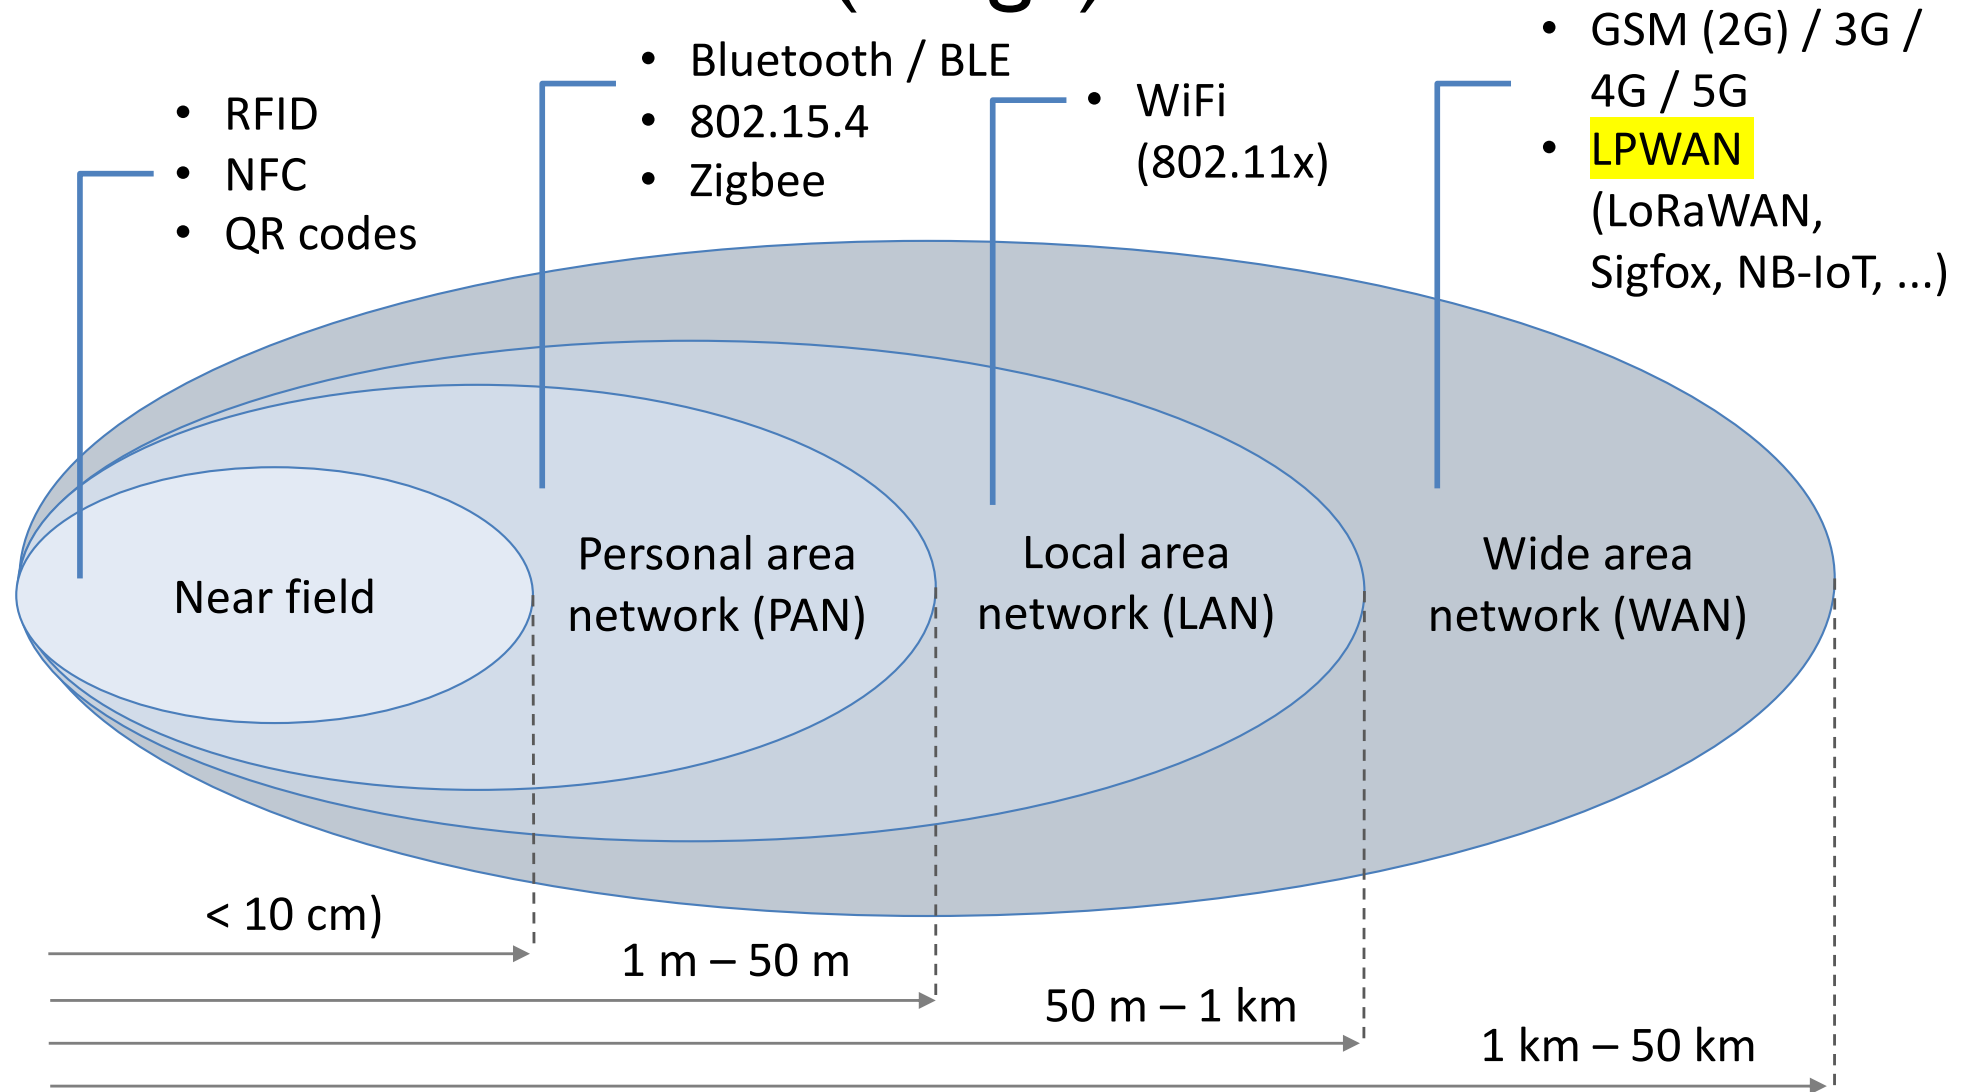 • RFID
• NFC
• QR codes
• Bluetooth / BLE
• 802.15.4
• Zigbee
• WiFi
(802.11x)
• GSM (2G) / 3G /
4G / 5G
• LPWAN
(LoRaWAN,
Sigfox, NB-IoT, ...)
Near field
Personal area
network (PAN)
Local area
network (LAN)
Wide area
network (WAN)
< 10 cm)
1 m – 50 m
50 m – 1 km
1 km – 50 km